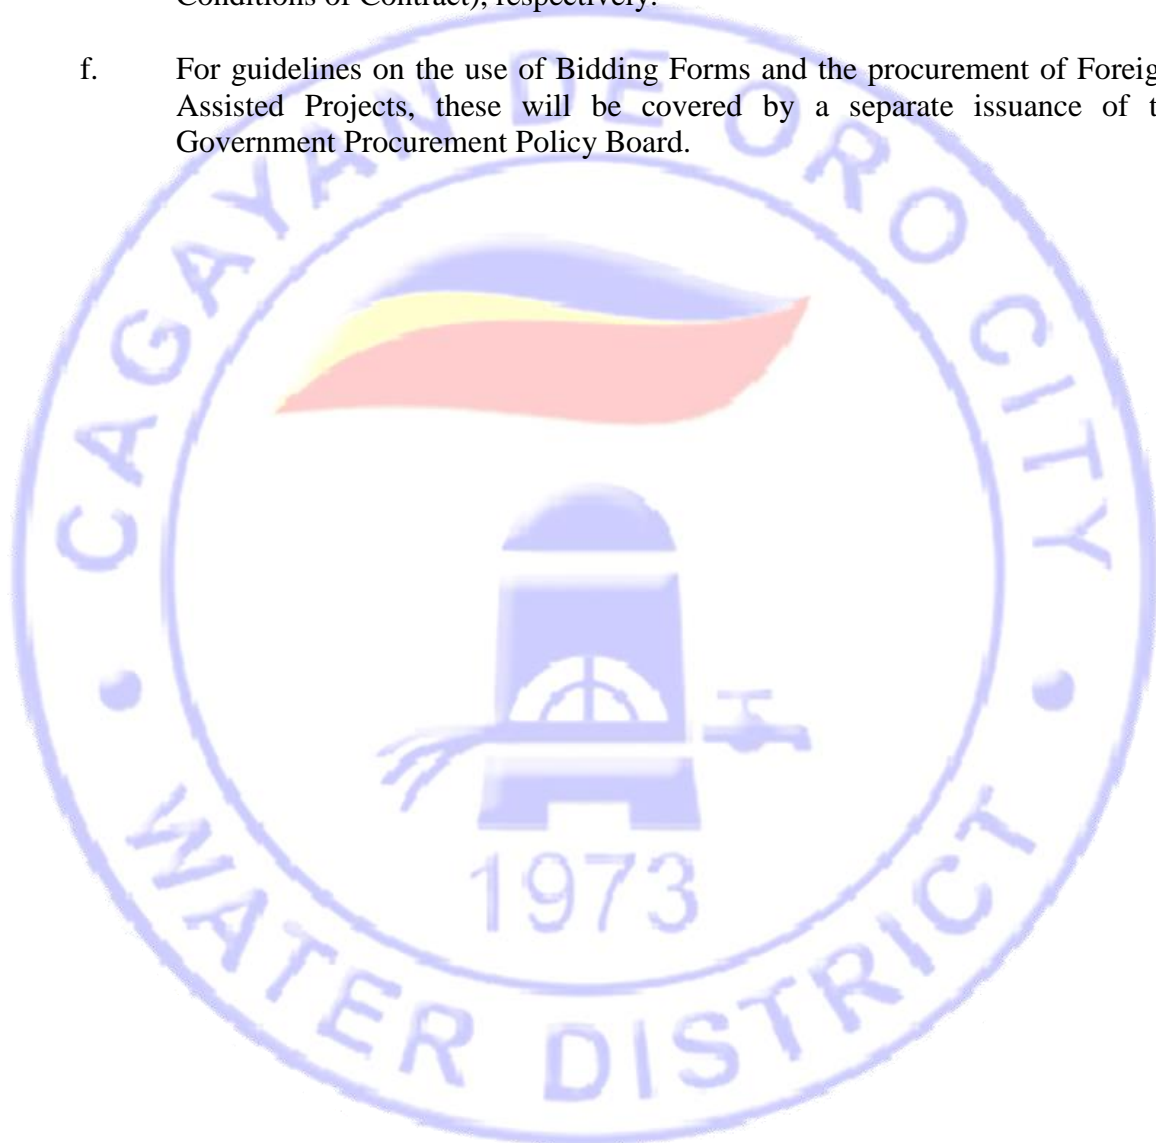 Conditions of Contract), respectively.
f. For guidelines on the use of Bidding Forms and the procurement of Foreig
Assisted Projects, these will be covered by a separate issuance of t
Government Procurement Policy Board.
CAGAYAN DE ORO CITY
1973
WATER DISTRICT